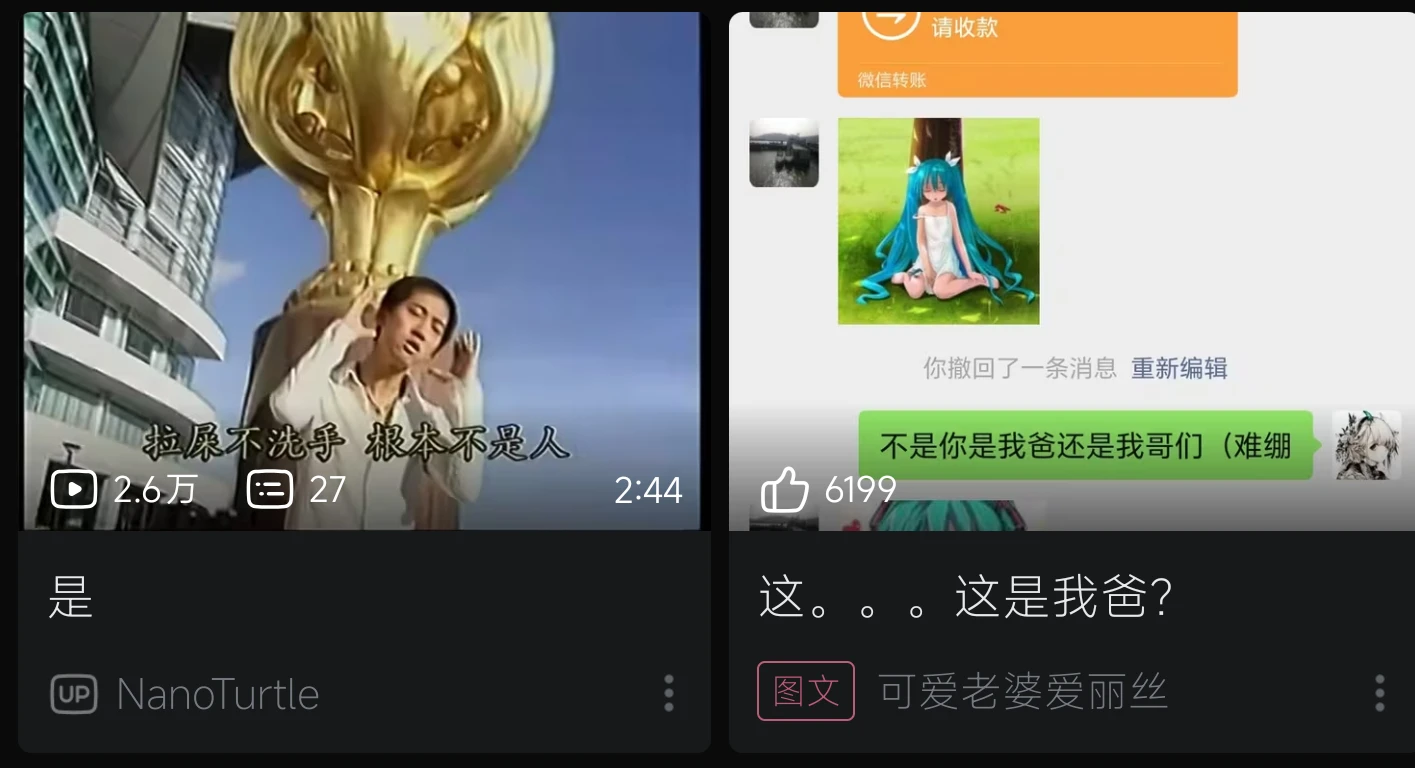 拉屎不洗手 根本不是人
2.6万
27
2:44
是
UP NanoTurtle
请收款
微信转账
你撤回了一条消息 重新编辑
不是你是我爸还是我哥们（难绷
6199
这。。。这是我爸？
图文 可爱老婆爱丽丝